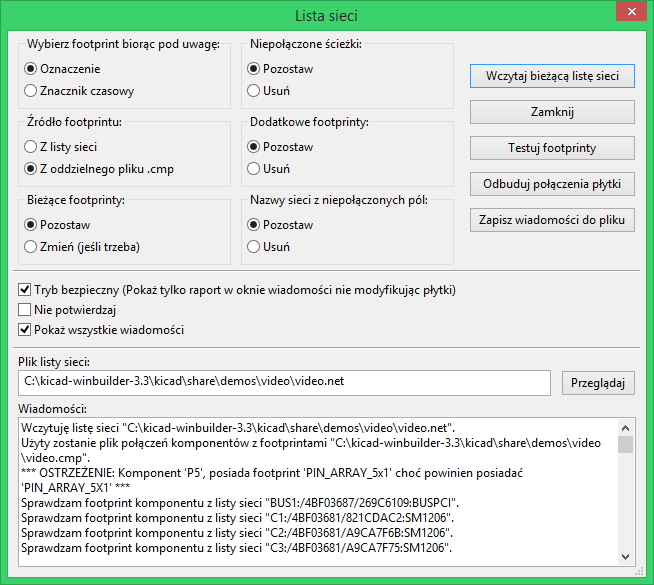 Lista sieci
Wybierz footprint biorąc pod uwagę:
Oznaczenie
Znacznik czasowy
Niepołączone ścieżki:
Pozostaw
Usuń
Wczytaj bieżącą listę sieci
Zamknij
Testuj footprinty
Odbuduj połączenia płytki
Zapisz wiadomości do pliku
Źródło footprintu:
Z listy sieci
Z oddzielnego pliku .cmp
Dodatkowe footprinty:
Pozostaw
Usuń
Bieżące footprinty:
Pozostaw
Zmień (jeśli trzeba)
Nazwy sieci z niepołączonych pól:
Pozostaw
Usuń
Tryb bezpieczny (Pokaż tylko raport w oknie wiadomości nie modyfikując płytki)
Nie potwierdzaj
Pokaż wszystkie wiadomości
Plik listy sieci:
C:\kicad-winbuilder-3.3\kicad\share\demos\video\video.net
Przeglądaj
Wiadomości:
Wczytuję listę sieci "C:\kicad-winbuilder-3.3\kicad\share\demos\video\video.net".
Użyty zostanie plik połączeń komponentów z footprintami "C:\kicad-winbuilder-3.3\kicad\share\demos\video
\video.cmp".
*** OSTRZEŻENIE: Komponent 'P5', posiada footprint 'PIN_ARRAY_5x1' choć powinien posiadać
'PIN_ARRAY_5X1' ***
Sprawdzam footprint komponentu z listy sieci "BUS1:/4BF03687/269C6109:BUSPCI".
Sprawdzam footprint komponentu z listy sieci "C1:/4BF03681/821CDAC2:SM1206".
Sprawdzam footprint komponentu z listy sieci "C2:/4BF03681/A9CA7F6B:SM1206".
Sprawdzam footprint komponentu z listy sieci "C3:/4BF03681/A9CA7F75:SM1206".